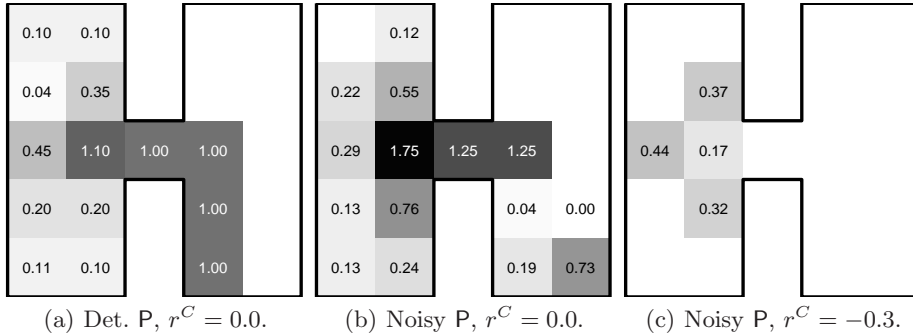 0.10 0.10 0.12
0.04 0.35 0.22 0.55 0.37
0.45 1.10 1.00 1.00 0.29 1.75 1.25 1.25 0.44 0.17
0.20 0.20 1.00 0.13 0.76 0.04 0.00 0.32
0.11 0.10 1.00 0.13 0.24 0.19 0.73
(a) Det. P, r^C = 0.0. (b) Noisy P, r^C = 0.0. (c) Noisy P, r^C = −0.3.